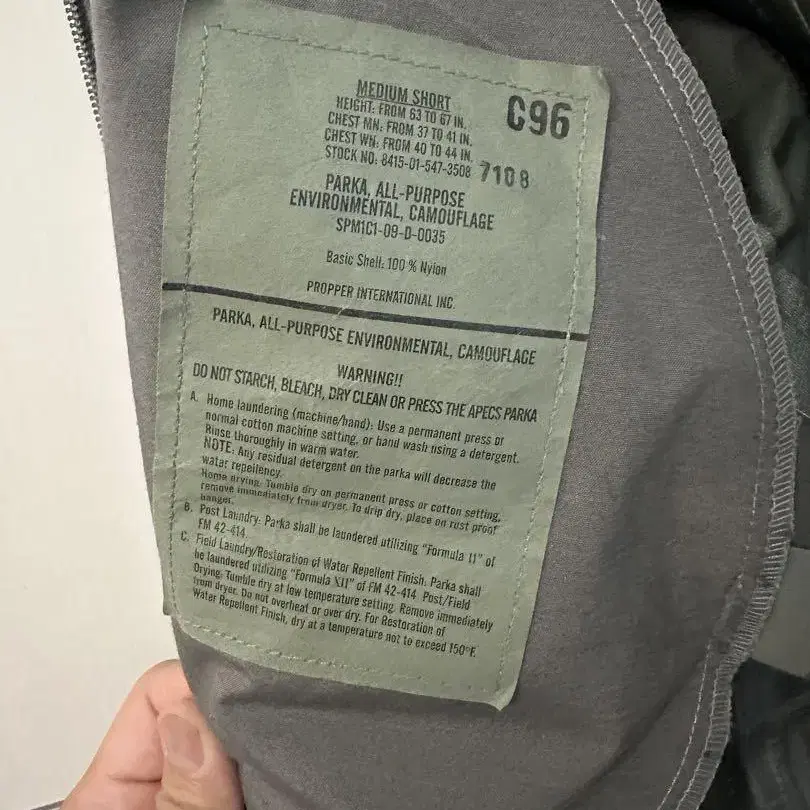 MEDIUM SHORT
C96
HEIGHT: FROM 63 TO 67 IN.
CHEST MN: FROM 37 TO 41 IN.
CHEST WN: FROM 40 TO 44 IN.
STOCK NO: 8415-01-547-3508 7108
PARKA, ALL-PURPOSE
ENVIRONMENTAL, CAMOUFLAGE
SPM1C1-09-D-0035
Basic Shell: 100 % Nylon
PROPPER INTERNATIONAL INC.
PARKA, ALL-PURPOSE ENVIRONMENTAL, CAMOUFLAGE
WARNING!!
DO NOT STARCH, BLEACH, DRY CLEAN OR PRESS THE APECS PARKA
A. Home laundering (machine/hand): Use a permanent press or
normal cotton machine setting, or hand wash using a detergent.
Rinse thoroughly in warm water.
NOTE: Any residual detergent on the parka will decrease the
water repellency.
Home drying: Tumble dry on permanent press or cotton setting,
remove immediately from dryer. To drip dry, place on rust proof
hanger.
B. Post Laundry: Parka shall be laundered utilizing "Formula II" of
FM 42-414.
C. Field Laundry/Restoration of Water Repellent Finish. Parka shall
be laundered utilizing "Formula XII" of FM 42-414 Post/Field
Drying: Tumble dry at low temperature setting. Remove immediately
from dryer. Do not overheat or over dry. For Restoration of
Water Repellent Finish, dry at a temperature not to exceed 150°F.